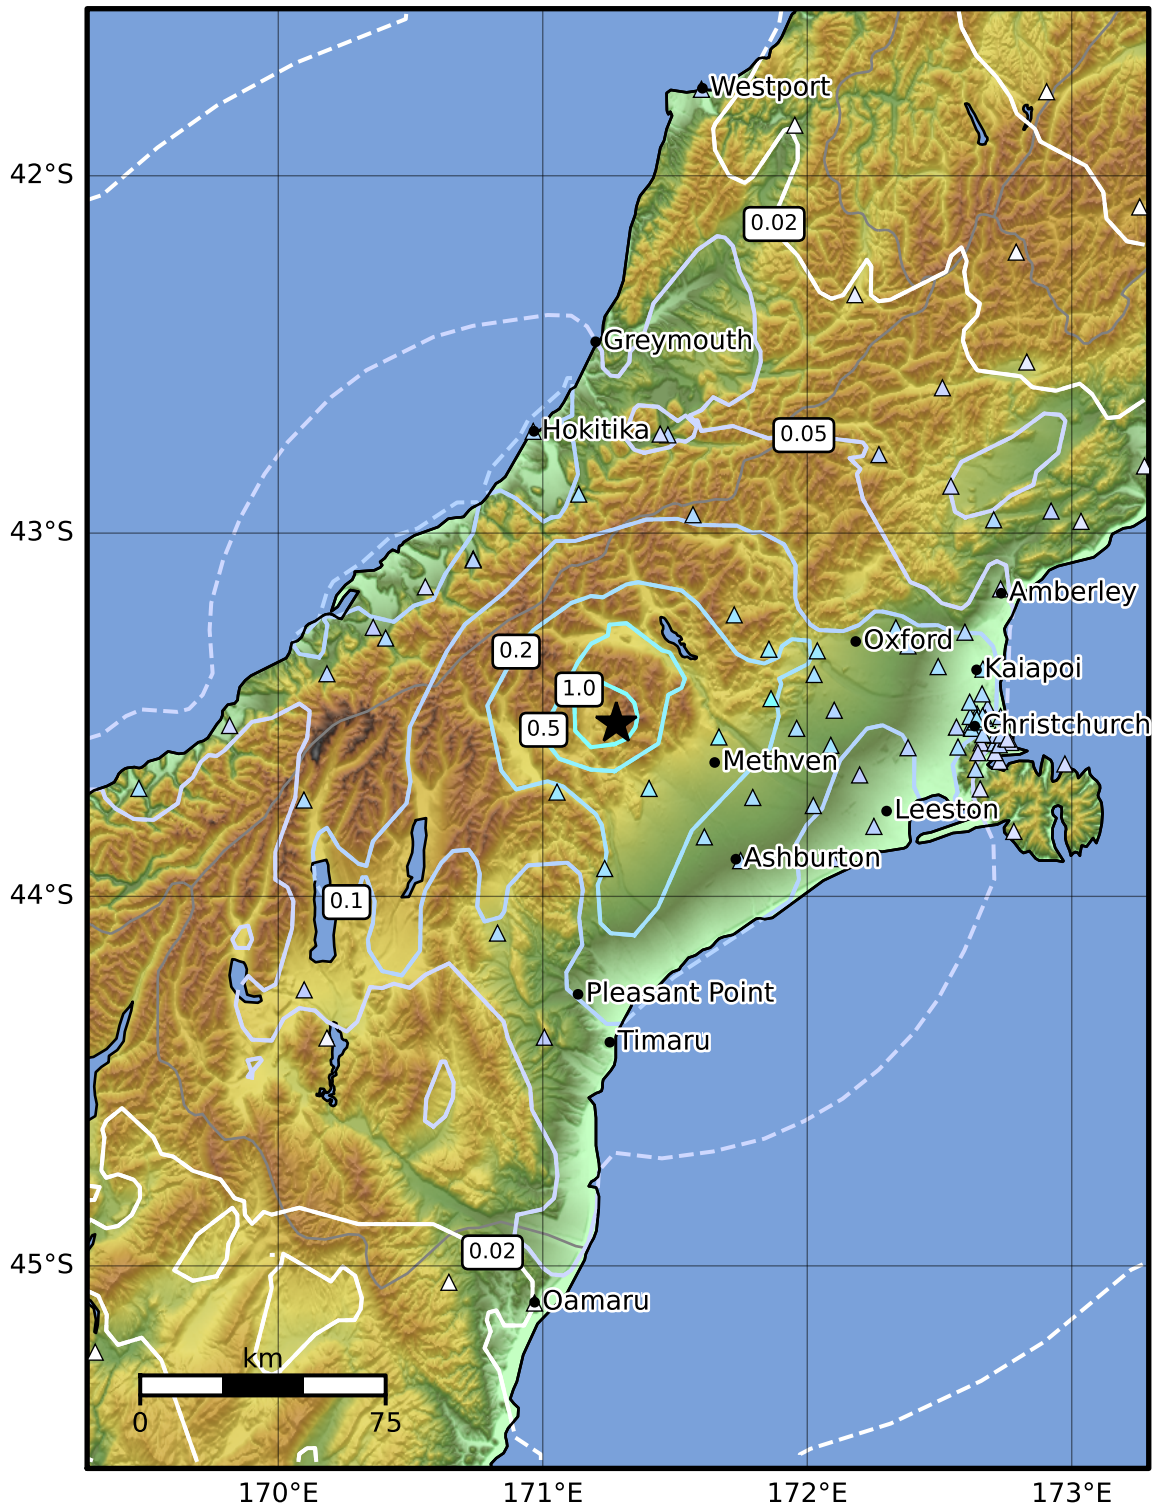 Westport
42°S
0.02
Greymouth
Hokitika
0.05
43°S
Amberley
Oxford
0.2
Kaiapoi
1.0
Christchurch
0.5
Methven
Leeston
Ashburton
44°S
0.1
Pleasant Point
Timaru
0.02
45°S
Oamaru
km
0
75
170°E
171°E
172°E
173°E